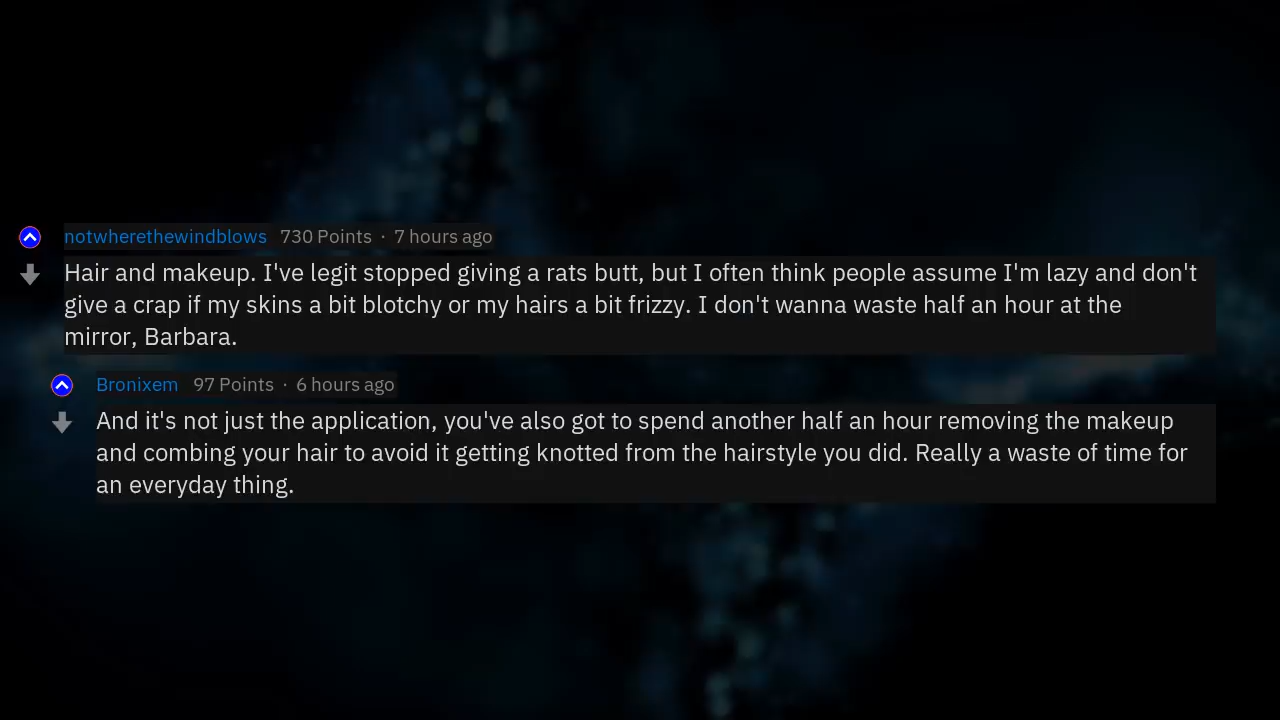 notwherethewindblows 730 Points · 7 hours ago
Hair and makeup. I've legit stopped giving a rats butt, but I often think people assume I'm lazy and don't
give a crap if my skins a bit blotchy or my hairs a bit frizzy. I don't wanna waste half an hour at the
mirror, Barbara.
Bronixem 97 Points · 6 hours ago
And it's not just the application, you've also got to spend another half an hour removing the makeup
and combing your hair to avoid it getting knotted from the hairstyle you did. Really a waste of time for
an everyday thing.